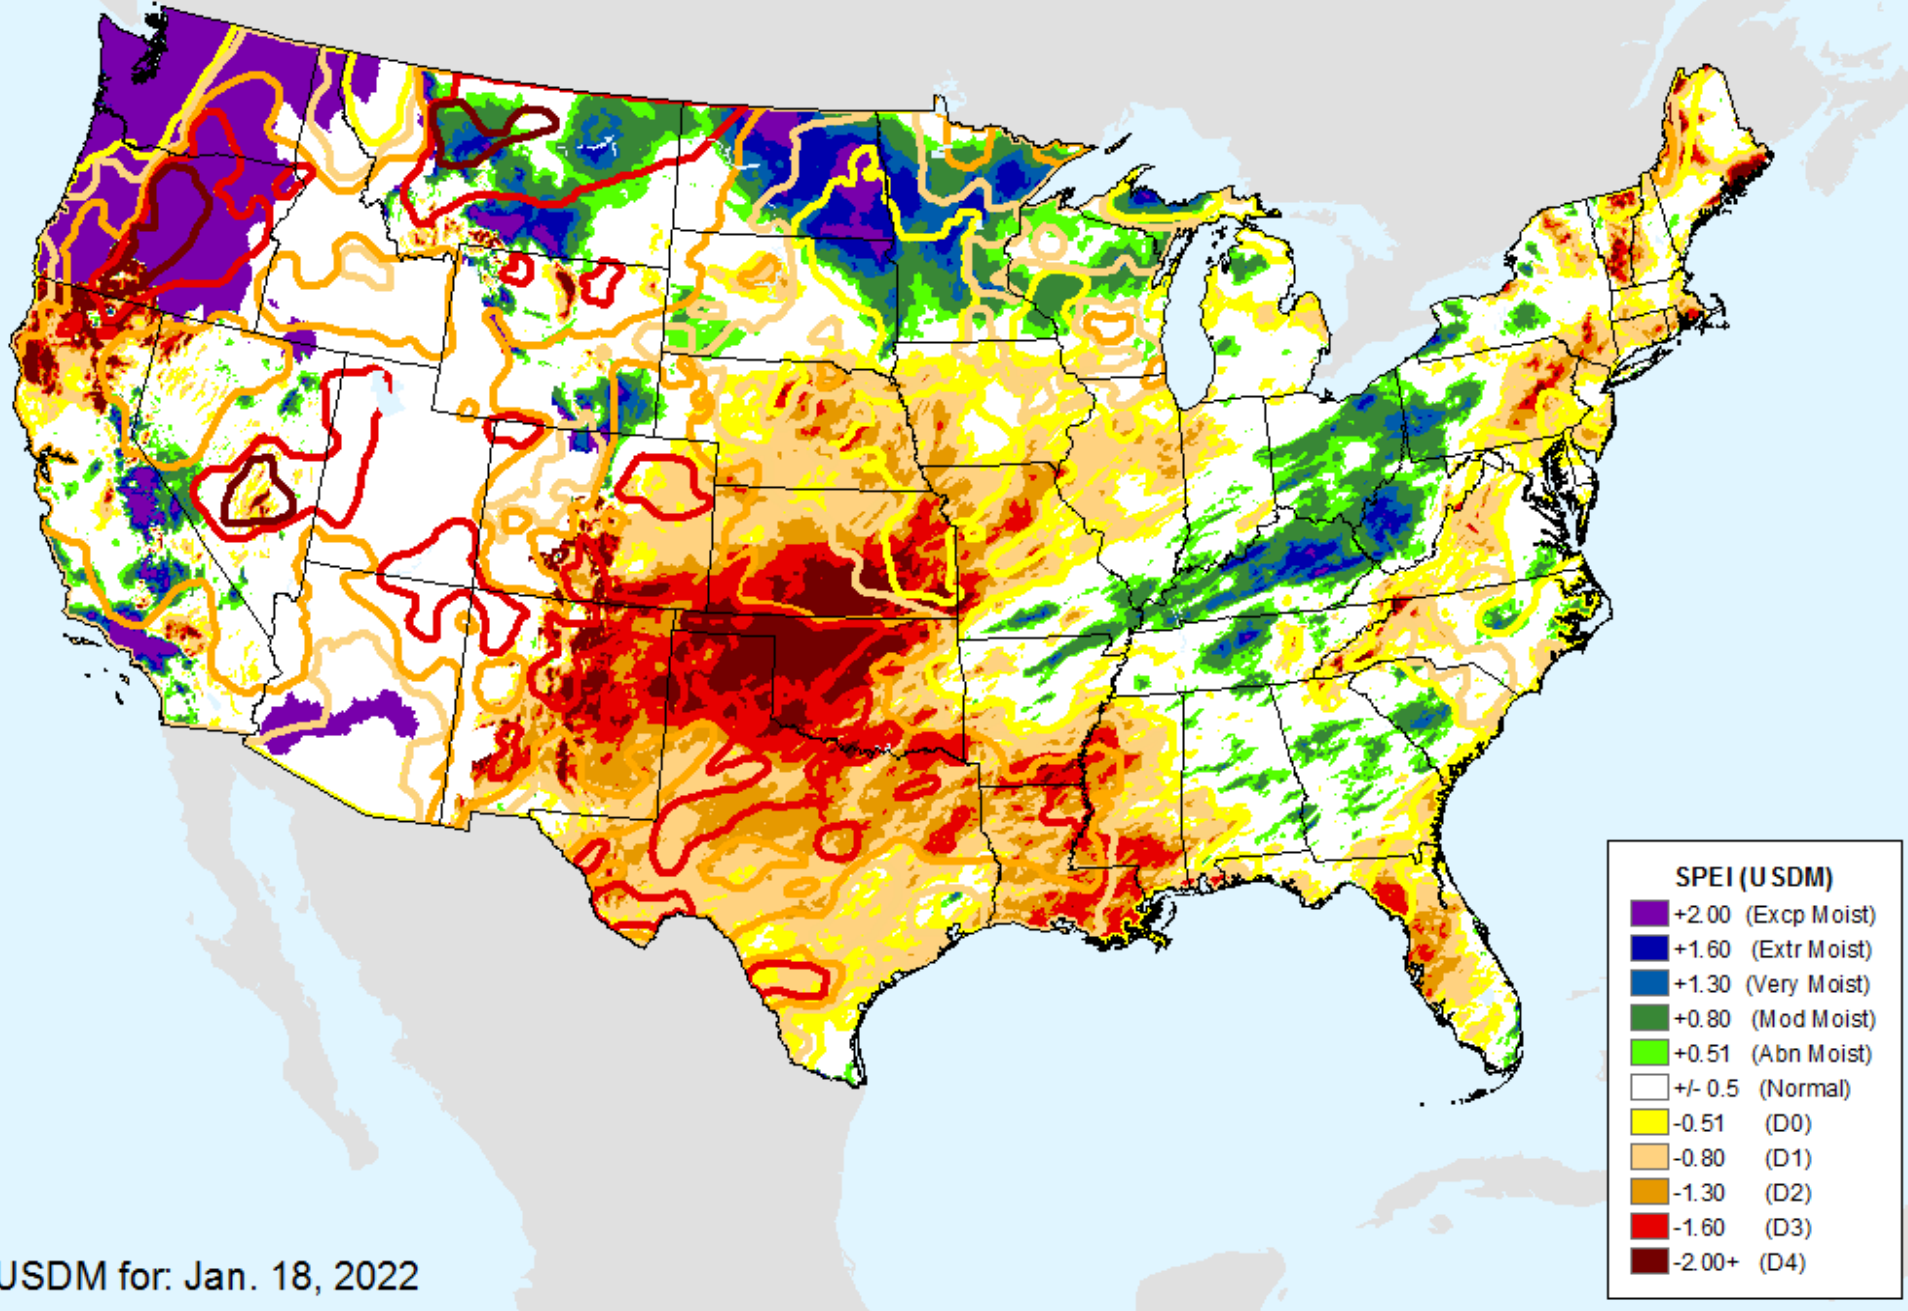 SPEI (USDM)
+2.00 (Excp Moist)
+1.60 (Extr Moist)
+1.30 (Very Moist)
+0.80 (Mod Moist)
+0.51 (Abn Moist)
+/- 0.5 (Normal)
-0.51 (D0)
-0.80 (D1)
-1.30 (D2)
-1.60 (D3)
-2.00+ (D4)
USDM for: Jan. 18, 2022